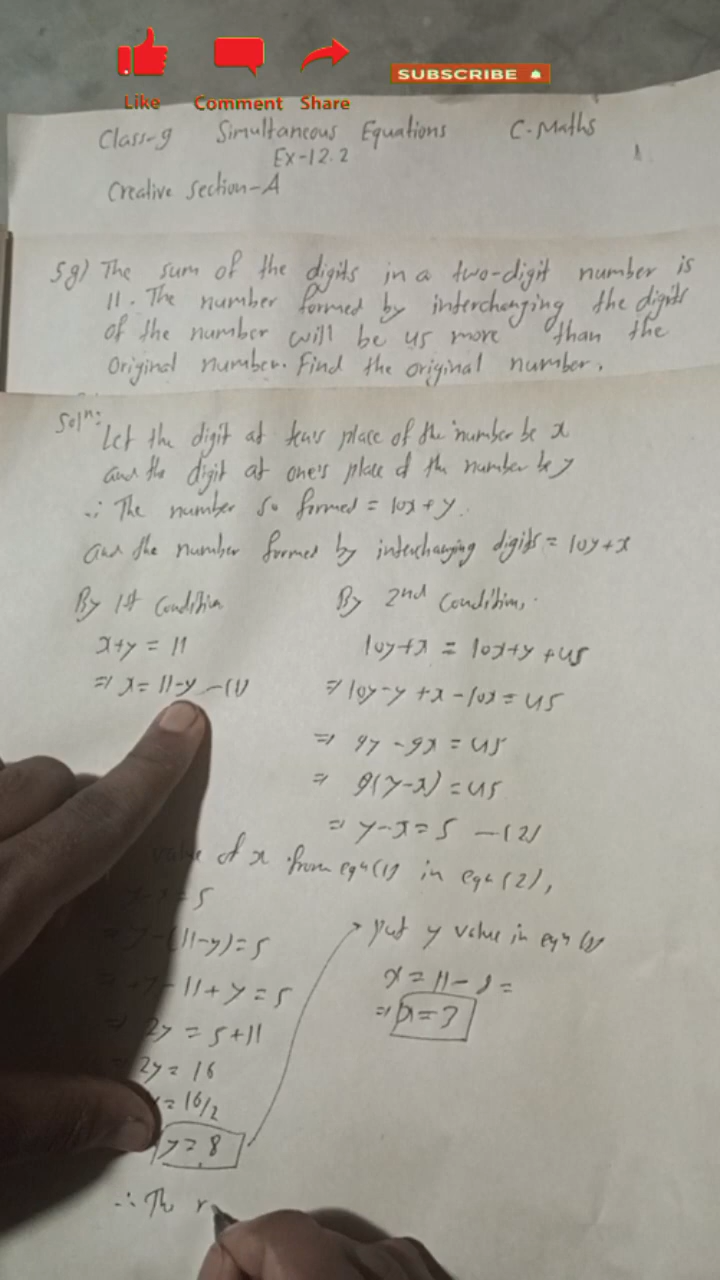 Like Comment Share SUBSCRIBE
Class-9 Simultaneous Equations C-Maths
Ex-12.2
Creative section-A
5g) The sum of the digits in a two-digit number is
11. The number formed by interchanging the digits
of the number will be 45 more than the
original number. Find the original number.
Solⁿ:
Let the digit at ten's place of the number be x
and the digit at one's place of the number be y
∴ The number so formed = 10x+y.
and the number formed by interchanging digits = 10y+x
By 1st Condition
x+y = 11
⇒ x = 11-y -(1)
By 2nd Condition,
10y+x = 10x+y+45
⇒ 10y-y+x-10x = 45
⇒ 9y-9x = 45
⇒ 9(y-x) = 45
⇒ y-x = 5 -(2)
value of x from eqn(1) in eqn(2),
= 5
(11-y) = 5
11+y = 5
2y = 5+11
2y = 16
= 16/2
y = 8
put y value in eqn (1)
x = 11-8 =
⇒ x = 3
∴ The